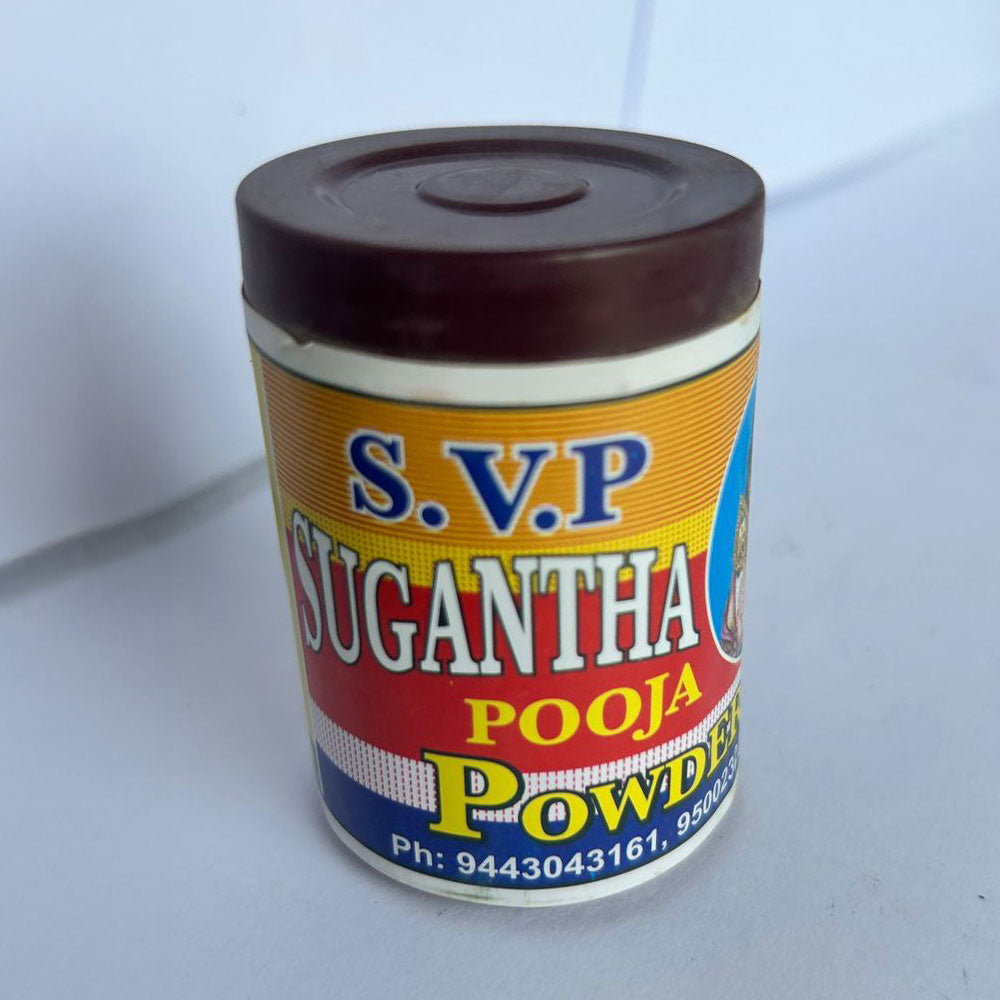 S.V.P
SUGANTHA
POOJA
POWDER
Ph: 9443043161,